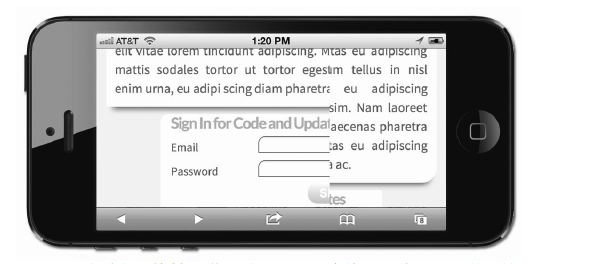 AT&T 1:20 PM
elit vitae lorem tincidunt adipiscing. Mtas eu adipiscing
mattis sodales tortor ut tortor egestm tellus in nisl
enim urna, eu adipi scing diam pharetra eu adipiscing
sim. Nam laoreet
aecenas pharetra
tas eu adipiscing
a ac.
Sign In for Code and Updat
Email
Password
S
tes
8